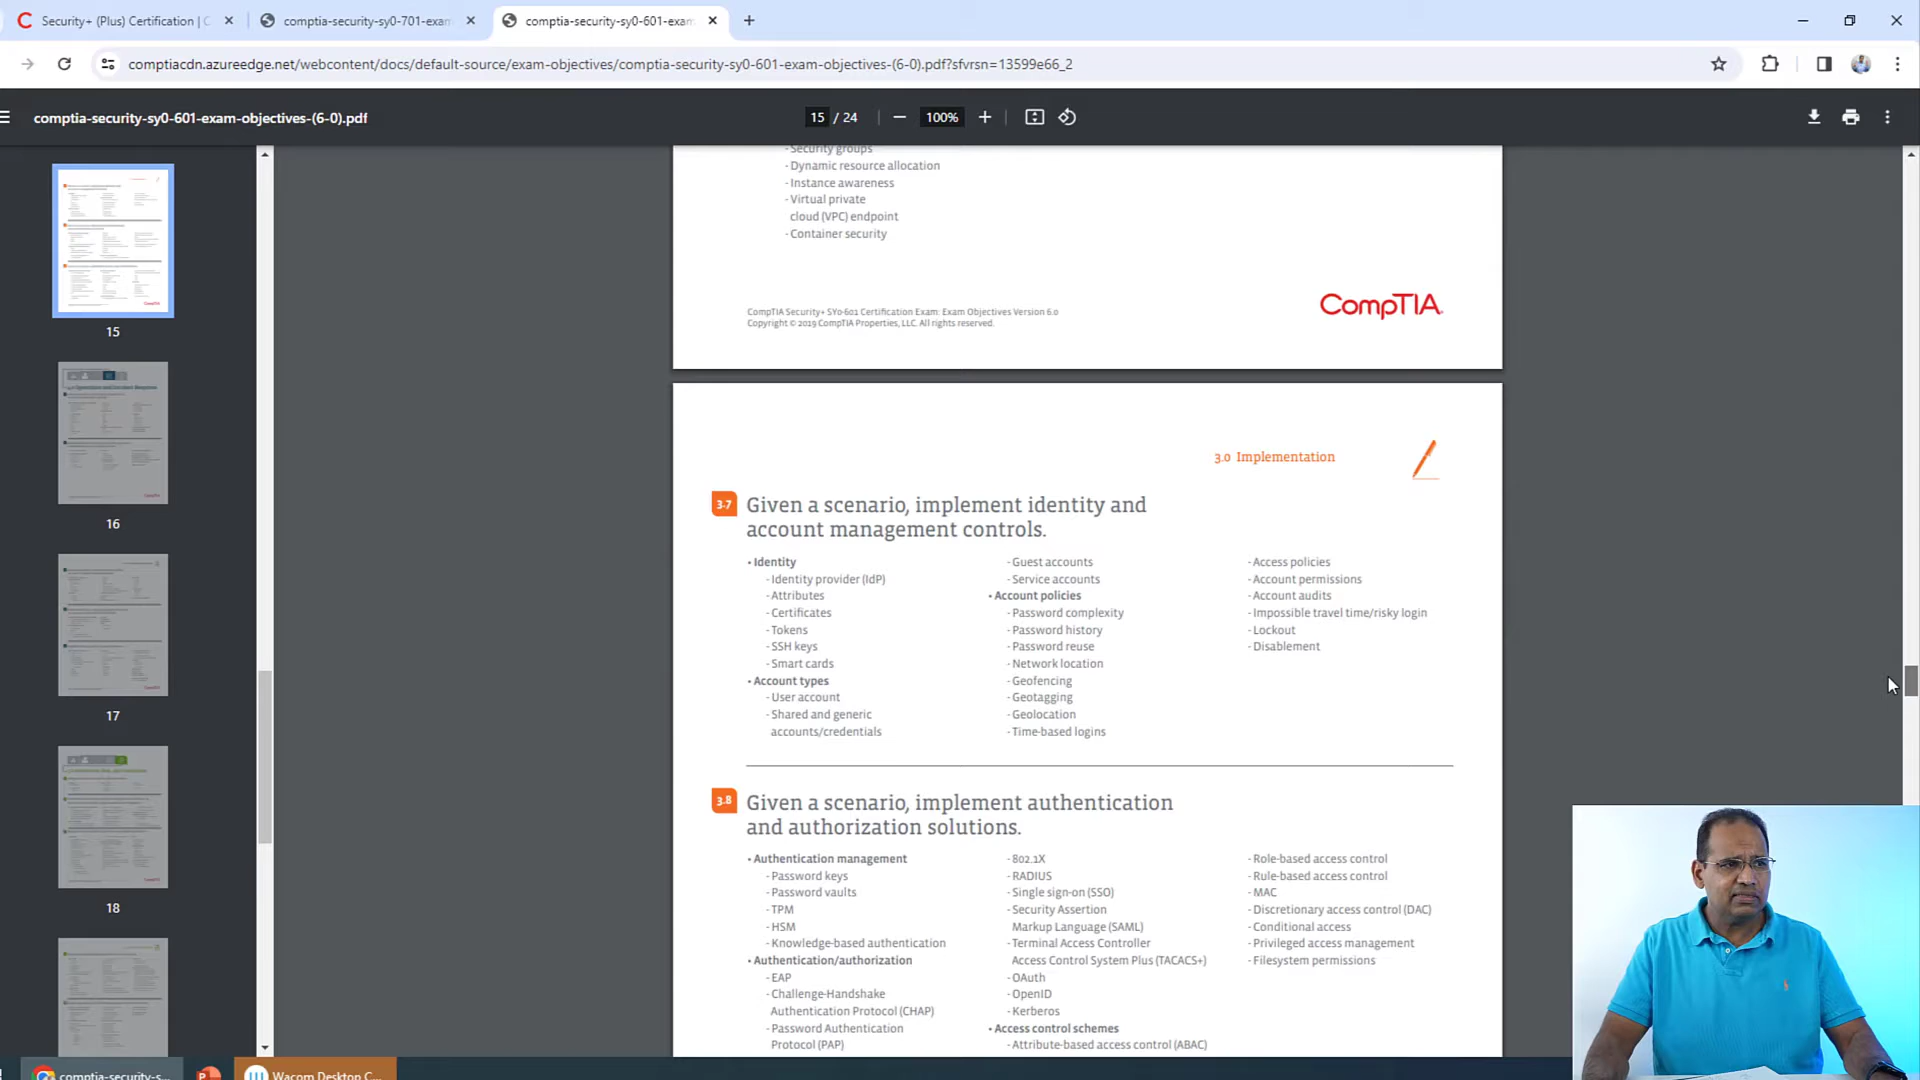 Security+ (Plus) Certification |
comptia-security-sy0-701-exam
comptia-security-sy0-601-exam
comptiacdn.azureedge.net/webcontent/docs/default-source/exam-objectives/comptia-security-sy0-601-exam-objectives-(6-0).pdf?sfvrsn=13599e66_2
comptia-security-sy0-601-exam-objectives-(6-0).pdf
15 / 24
100%
15
16
17
18
- Security groups
- Dynamic resource allocation
- Instance awareness
- Virtual private
cloud (VPC) endpoint
- Container security
CompTIA Security+ SY0-601 Certification Exam: Exam Objectives Version 6.0
Copyright © 2019 CompTIA Properties, LLC. All rights reserved.
CompTIA.
3.0 Implementation
3.7 Given a scenario, implement identity and
account management controls.
• Identity
- Identity provider (IdP)
- Attributes
- Certificates
- Tokens
- SSH keys
- Smart cards
• Account types
- User account
- Shared and generic
accounts/credentials
- Guest accounts
- Service accounts
• Account policies
- Password complexity
- Password history
- Password reuse
- Network location
- Geofencing
- Geotagging
- Geolocation
- Time-based logins
- Access policies
- Account permissions
- Account audits
- Impossible travel time/risky login
- Lockout
- Disablement
3.8 Given a scenario, implement authentication
and authorization solutions.
• Authentication management
- Password keys
- Password vaults
- TPM
- HSM
- Knowledge-based authentication
• Authentication/authorization
- EAP
- Challenge-Handshake
Authentication Protocol (CHAP)
- Password Authentication
Protocol (PAP)
- 802.1X
- RADIUS
- Single sign-on (SSO)
- Security Assertion
Markup Language (SAML)
- Terminal Access Controller
Access Control System Plus (TACACS+)
- OAuth
- OpenID
- Kerberos
• Access control schemes
- Attribute-based access control (ABAC)
- Role-based access control
- Rule-based access control
- MAC
- Discretionary access control (DAC)
- Conditional access
- Privileged access management
- Filesystem permissions
comptia-security-s...
Wacom Desktop C...